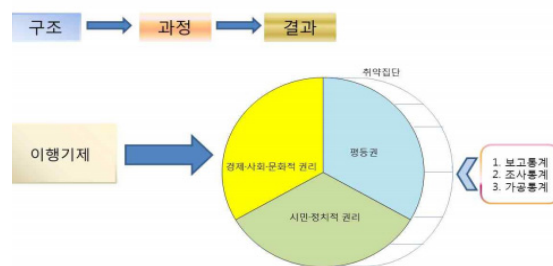 구조
과정
결과
취약집단
이행기제
경제·사회·문화적 권리
평등권
시민·정치적 권리
1. 보고통계
2. 조사통계
3. 가공통계